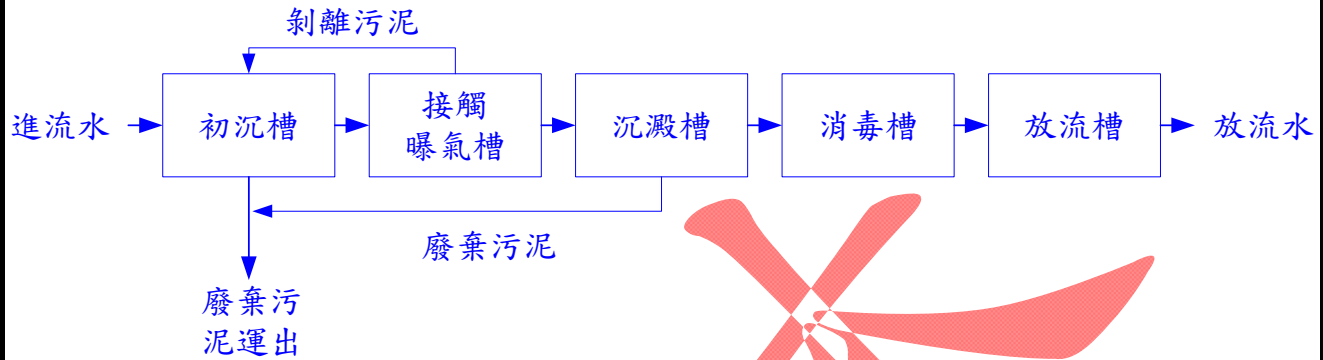 剝離污泥
進流水
初沉槽
接觸
曝氣槽
沉澱槽
消毒槽
放流槽
放流水
廢棄污泥
廢棄污
泥運出